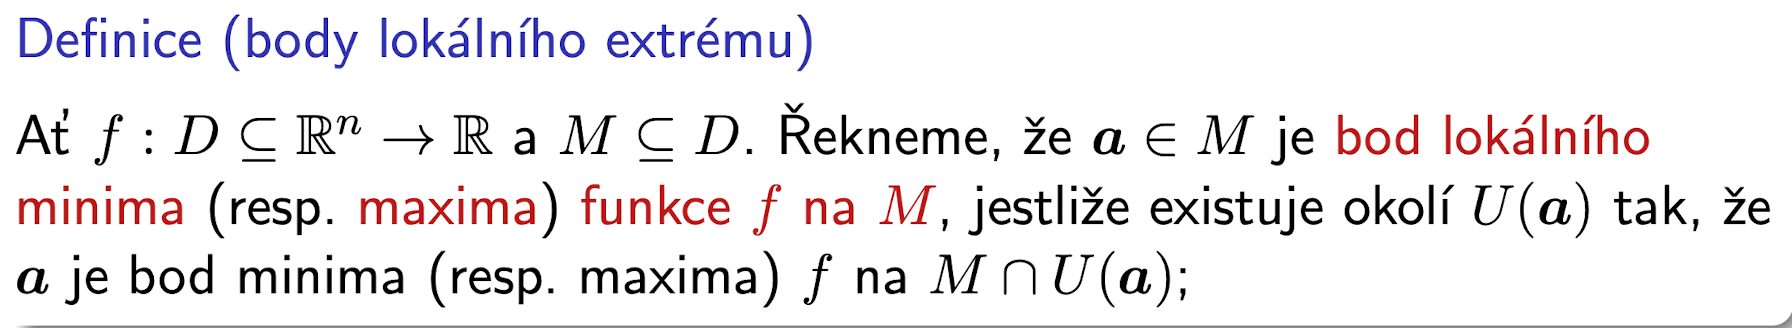 Definice (body lokálního extrému)
Ať f : D ⊆ ℝⁿ → ℝ a M ⊆ D. Řekneme, že a ∈ M je bod lokálního
minima (resp. maxima) funkce f na M, jestliže existuje okolí U(a) tak, že
a je bod minima (resp. maxima) f na M ∩ U(a);